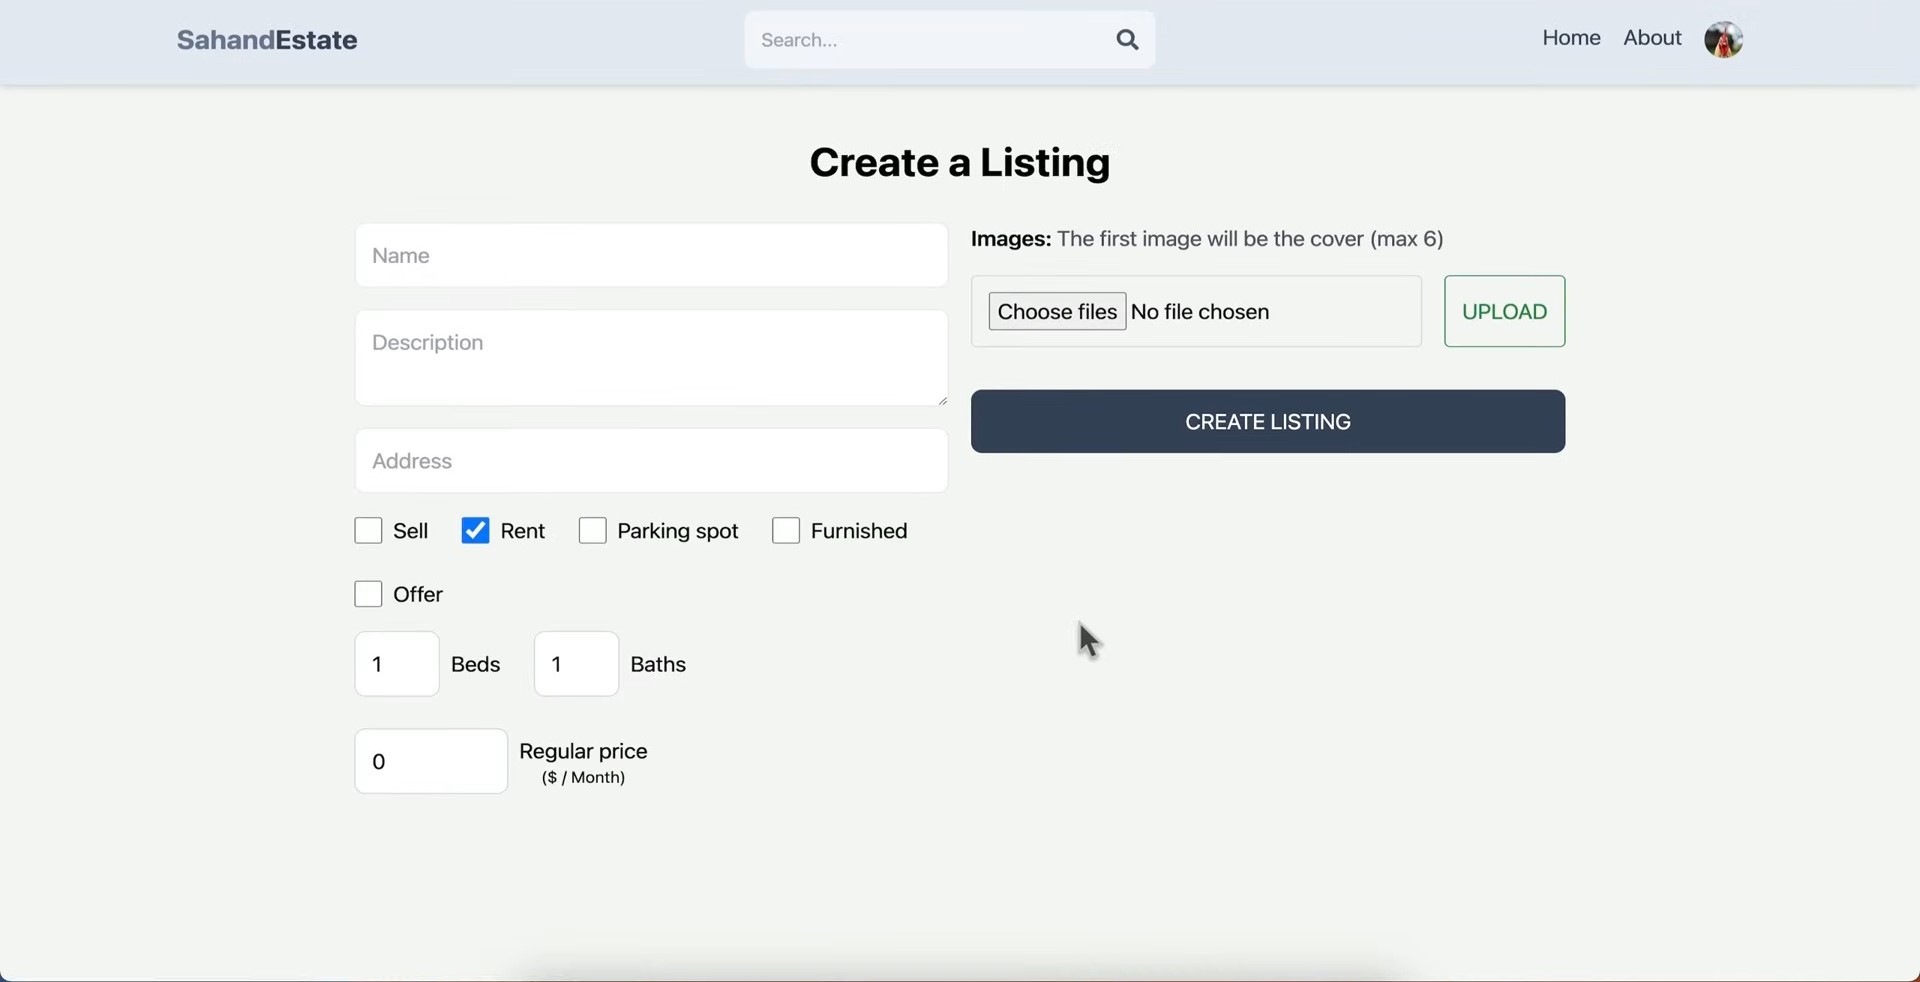 SahandEstate
Search...
Home
About
Create a Listing
Name
Description
Address
Sell
Rent
Parking spot
Furnished
Offer
1
Beds
1
Baths
0
Regular price
($ / Month)
Images: The first image will be the cover (max 6)
Choose files No file chosen
UPLOAD
CREATE LISTING